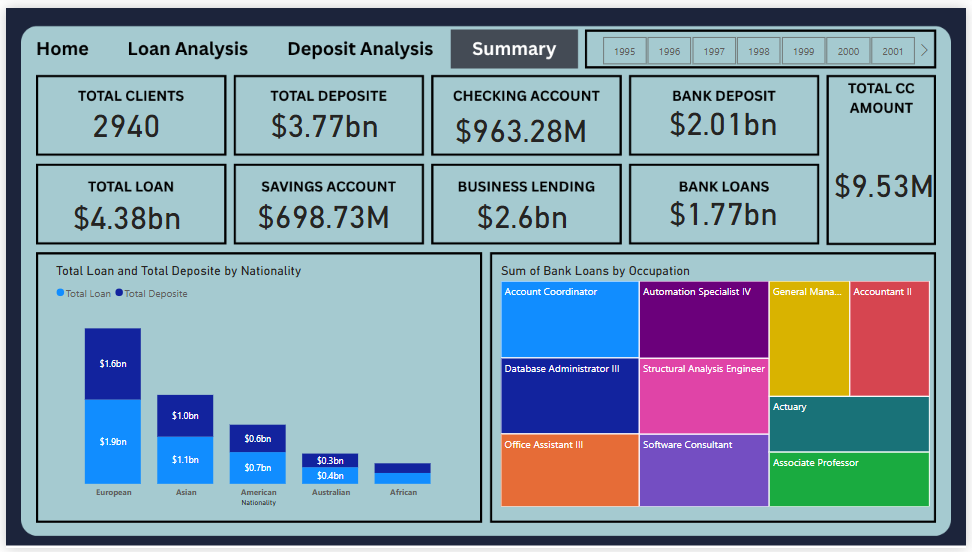 Home Loan Analysis Deposit Analysis Summary 1995 1996 1997 1998 1999 2000 2001
TOTAL CLIENTS
2940
TOTAL DEPOSITE
$3.77bn
CHECKING ACCOUNT
$963.28M
BANK DEPOSIT
$2.01bn
TOTAL CC
AMOUNT
$9.53M
TOTAL LOAN
$4.38bn
SAVINGS ACCOUNT
$698.73M
BUSINESS LENDING
$2.6bn
BANK LOANS
$1.77bn
Total Loan and Total Deposite by Nationality
Total Loan Total Deposite
$1.6bn
$1.9bn
$1.0bn
$1.1bn
$0.6bn
$0.7bn
$0.3bn
$0.4bn
European Asian American Australian African
Nationality
Sum of Bank Loans by Occupation
Account Coordinator
Automation Specialist IV
General Mana...
Accountant II
Database Administrator III
Structural Analysis Engineer
Actuary
Office Assistant III
Software Consultant
Associate Professor